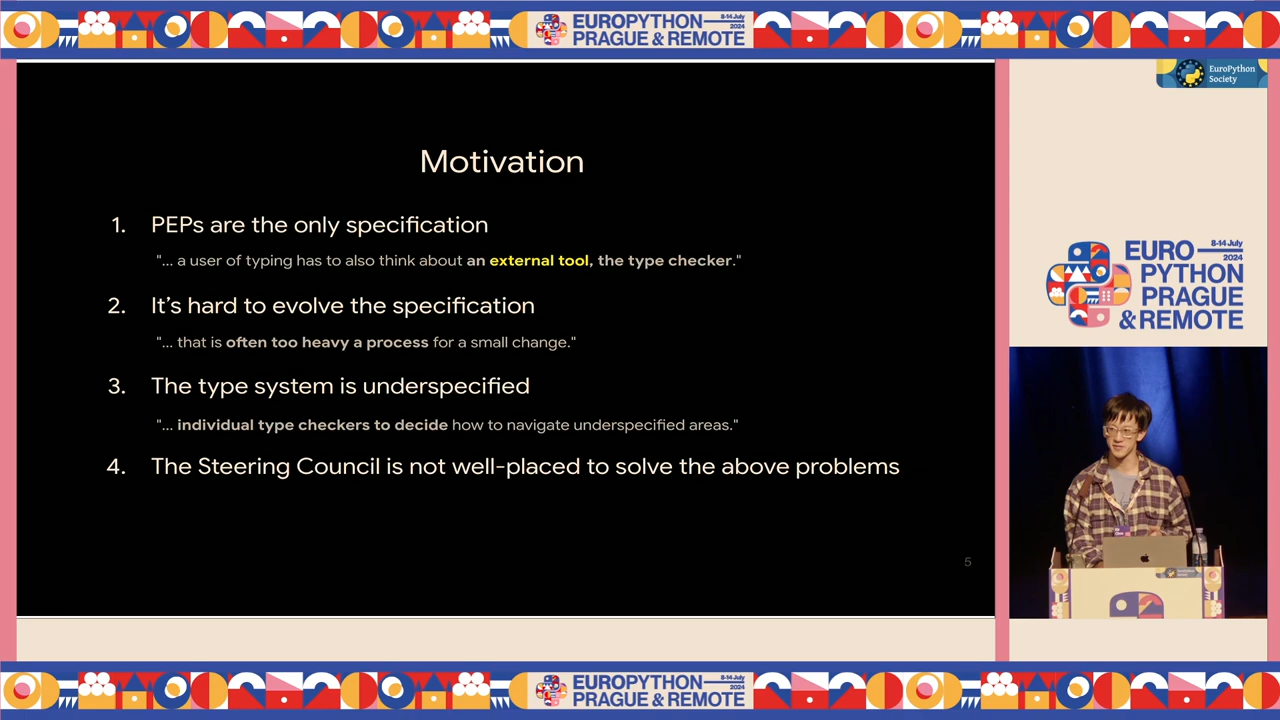 EUROPYTHON
8-14 July
2024
PRAGUE & REMOTE
EuroPython
Society
Motivation
1. PEPs are the only specification
"... a user of typing has to also think about an external tool, the type checker."
2. It's hard to evolve the specification
"... that is often too heavy a process for a small change."
3. The type system is underspecified
"... individual type checkers to decide how to navigate underspecified areas."
4. The Steering Council is not well-placed to solve the above problems
5
EURO
8-14 July
2024
PYTHON
PRAGUE
& REMOTE
EUROPYTHON
8-14 July
2024
PRAGUE & REMOTE